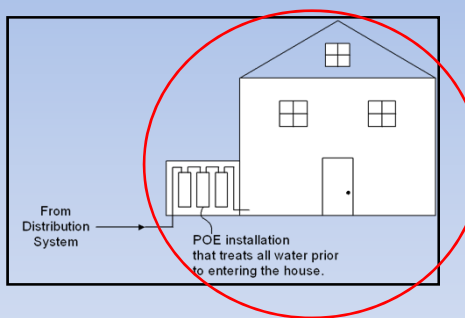 From
Distribution
System
POE installation
that treats all water prior
to entering the house.